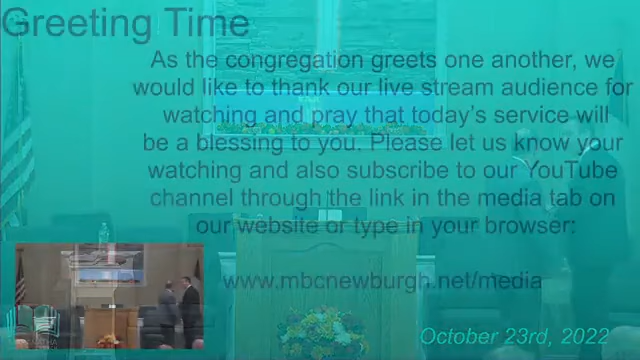 Greeting Time
As the congregation greets one another, we
would like to thank our live stream audience for
watching and pray that today's service will
be a blessing to you. Please let us know your
watching and also subscribe to our YouTube
channel through the link in the media tab on
our website or type in your browser:
www.mbcnewburgh.net/media
October 23rd, 2022